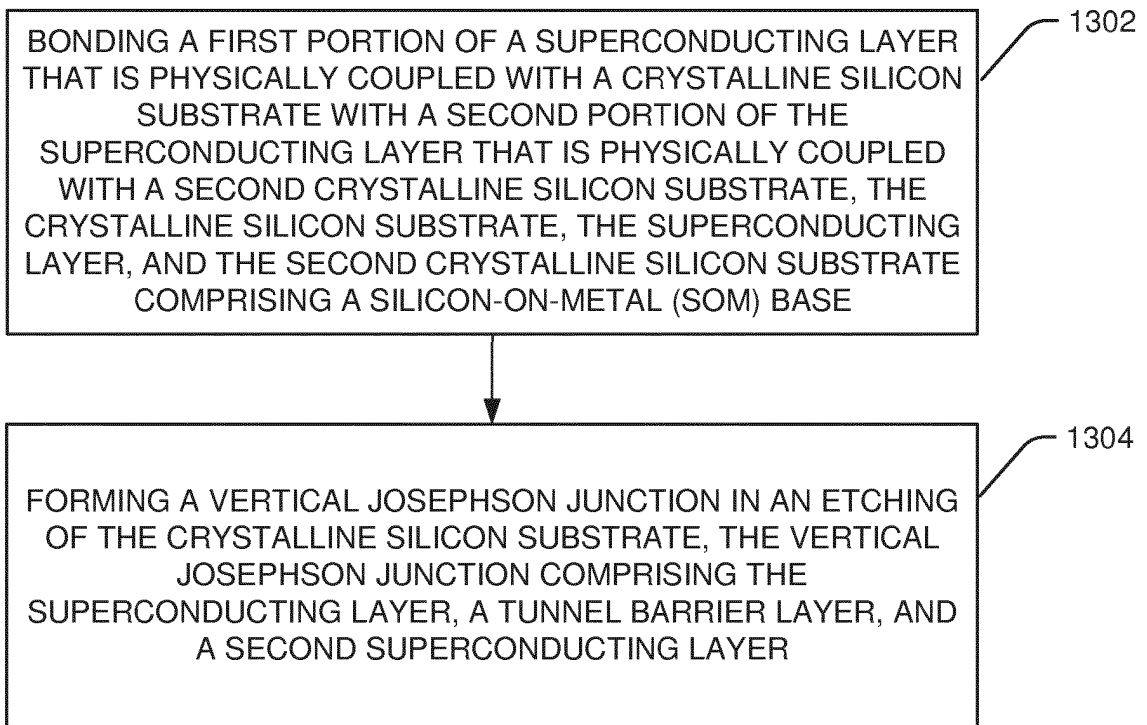 BONDING A FIRST PORTION OF A SUPERCONDUCTING LAYER
THAT IS PHYSICALLY COUPLED WITH A CRYSTALLINE SILICON
SUBSTRATE WITH A SECOND PORTION OF THE
SUPERCONDUCTING LAYER THAT IS PHYSICALLY COUPLED
WITH A SECOND CRYSTALLINE SILICON SUBSTRATE, THE
CRYSTALLINE SILICON SUBSTRATE, THE SUPERCONDUCTING
LAYER, AND THE SECOND CRYSTALLINE SILICON SUBSTRATE
COMPRISING A SILICON-ON-METAL (SOM) BASE
1302
FORMING A VERTICAL JOSEPHSON JUNCTION IN AN ETCHING
OF THE CRYSTALLINE SILICON SUBSTRATE, THE VERTICAL
JOSEPHSON JUNCTION COMPRISING THE
SUPERCONDUCTING LAYER, A TUNNEL BARRIER LAYER, AND
A SECOND SUPERCONDUCTING LAYER
1304